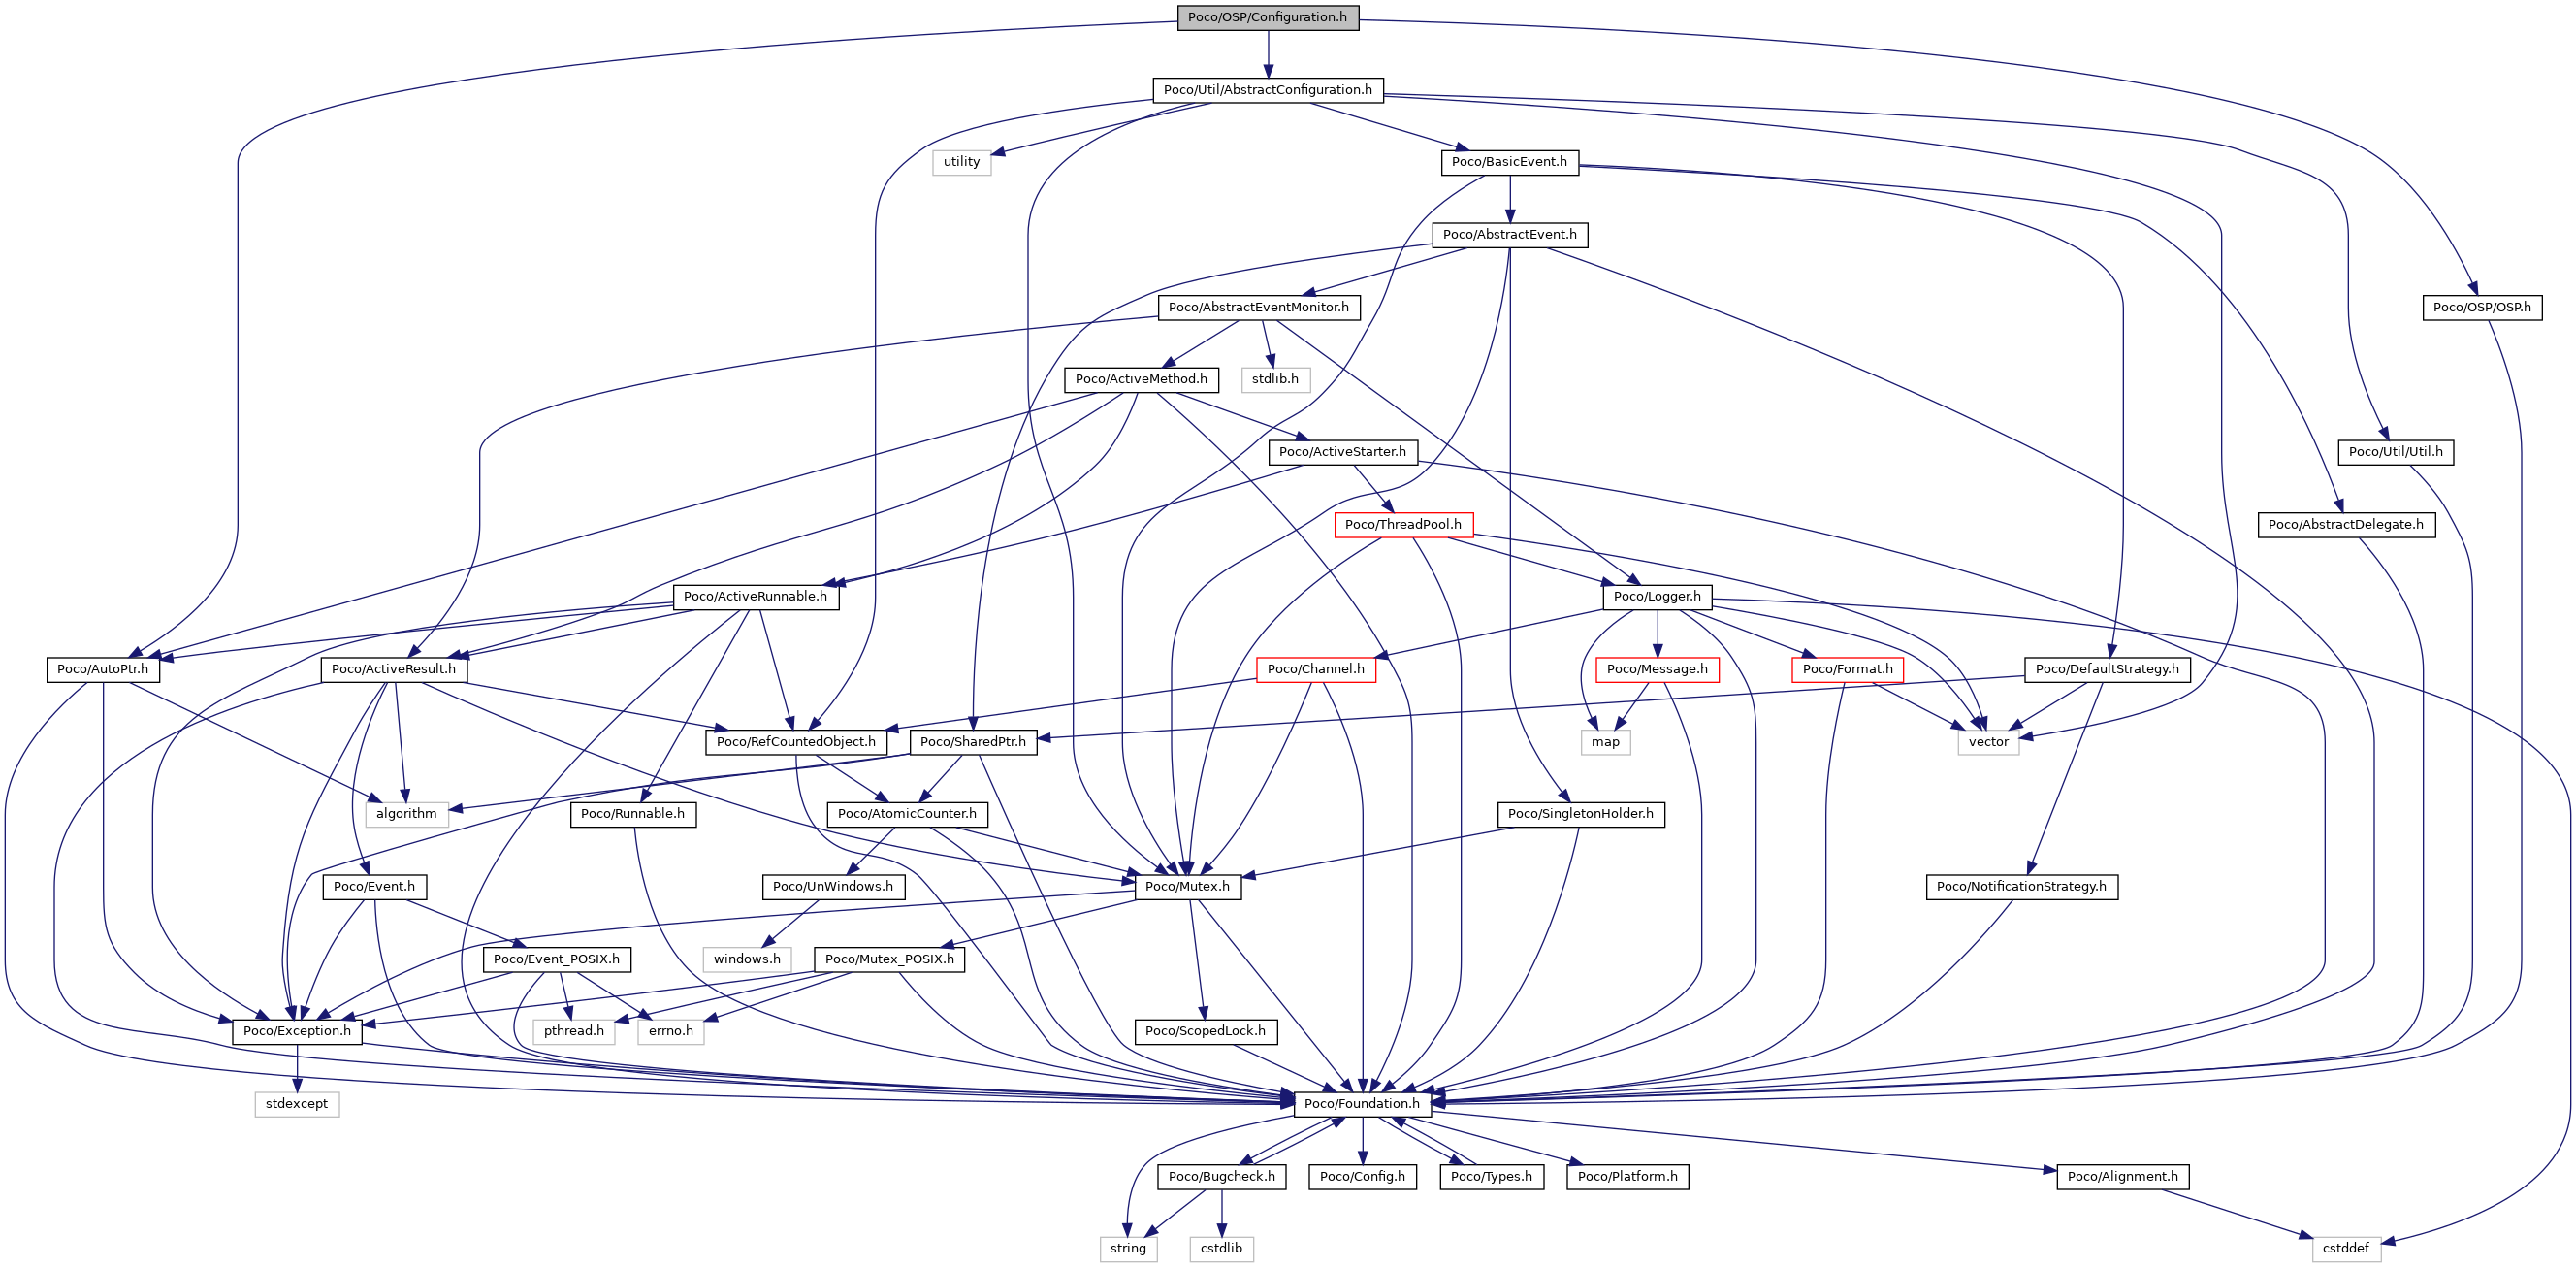 Poco/OSP/Configuration.h
Poco/Util/AbstractConfiguration.h
utility
Poco/BasicEvent.h
Poco/AbstractEvent.h
Poco/AbstractEventMonitor.h
Poco/OSP/OSP.h
Poco/ActiveMethod.h
stdlib.h
Poco/ActiveStarter.h
Poco/Util/Util.h
Poco/ThreadPool.h
Poco/AbstractDelegate.h
Poco/ActiveRunnable.h
Poco/Logger.h
Poco/AutoPtr.h
Poco/ActiveResult.h
Poco/Channel.h
Poco/Message.h
Poco/Format.h
Poco/DefaultStrategy.h
Poco/RefCountedObject.h
Poco/SharedPtr.h
map
vector
algorithm
Poco/Runnable.h
Poco/AtomicCounter.h
Poco/SingletonHolder.h
Poco/Event.h
Poco/UnWindows.h
Poco/Mutex.h
Poco/NotificationStrategy.h
Poco/Event_POSIX.h
windows.h
Poco/Mutex_POSIX.h
Poco/Exception.h
pthread.h
errno.h
Poco/ScopedLock.h
stdexcept
Poco/Foundation.h
Poco/Bugcheck.h
Poco/Config.h
Poco/Types.h
Poco/Platform.h
Poco/Alignment.h
string
cstdlib
cstddef